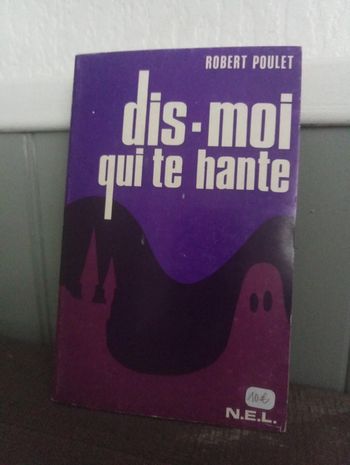 ROBERT POULET
dis-moi
qui te hante
10€
N.E.L.